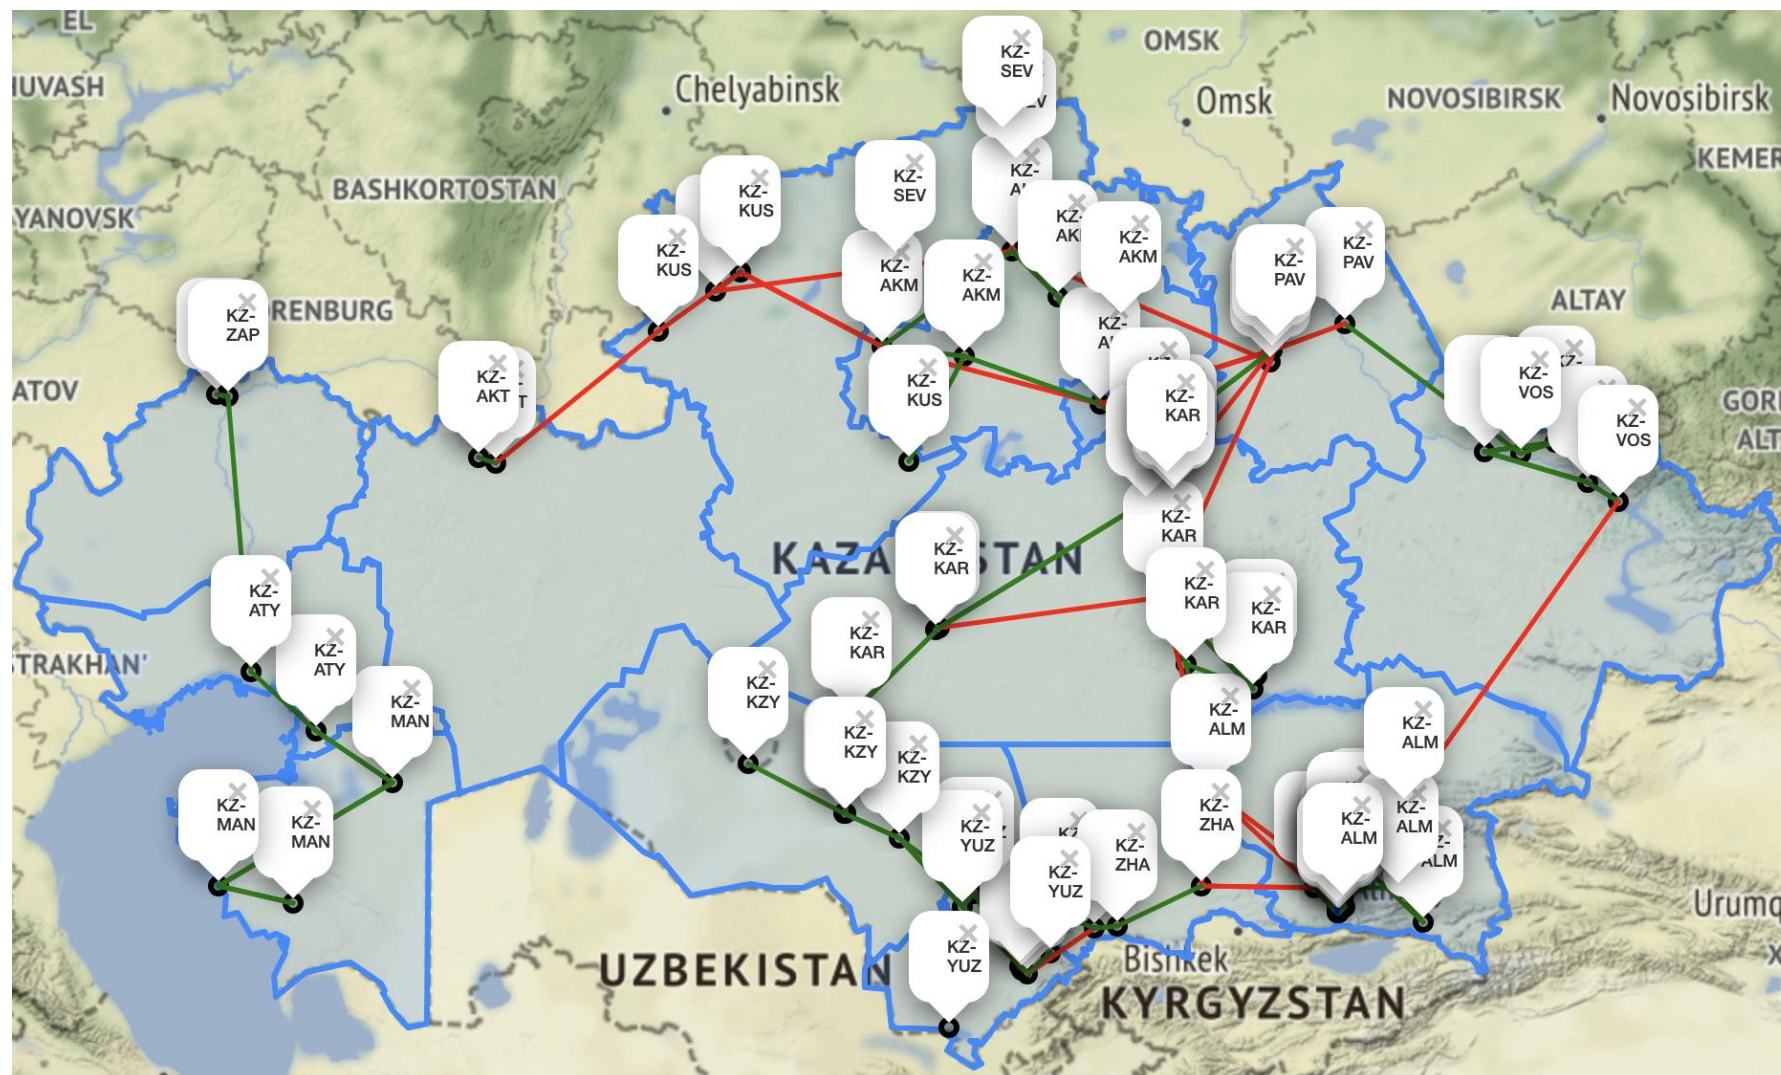 EL
OMSK
KZ-
SEV
HUVASH
Chelyabinsk
Omsk
NOVOSIBIRSK
Novosibirsk
KEMER
BASHKORTOSTAN
YANOVSK
KZ-
KUS
KZ-
SEV
KZ-
AKM
KZ-
KUS
KZ-
AKM
KZ-
AKM
KZ-
PAV
KZ-
PAV
ORENBURG
ALTAY
KZ-
ZAP
KZ-
AKT
KZ-
KUS
KZ-
KAR
KZ-
VOS
KZ-
VOS
ATOV
GOR
ALT
KAZA
STAN
KZ-
KAR
KZ-
KAR
KZ-
KAR
KZ-
KAR
KZ-
KAR
KZ-
ATY
KZ-
ATY
KZ-
MAN
STRAKHAN'
KZ-
KZY
KZ-
KZY
KZ-
KZY
KZ-
ALM
KZ-
ALM
KZ-
MAN
KZ-
MAN
KZ-
YUZ
KZ-
YUZ
KZ-
ZHA
KZ-
ZHA
KZ-
ALM
KZ-
ALM
ALM
KZ-
YUZ
UZBEKISTAN
Bishkek
KYRGYZSTAN
Urumq